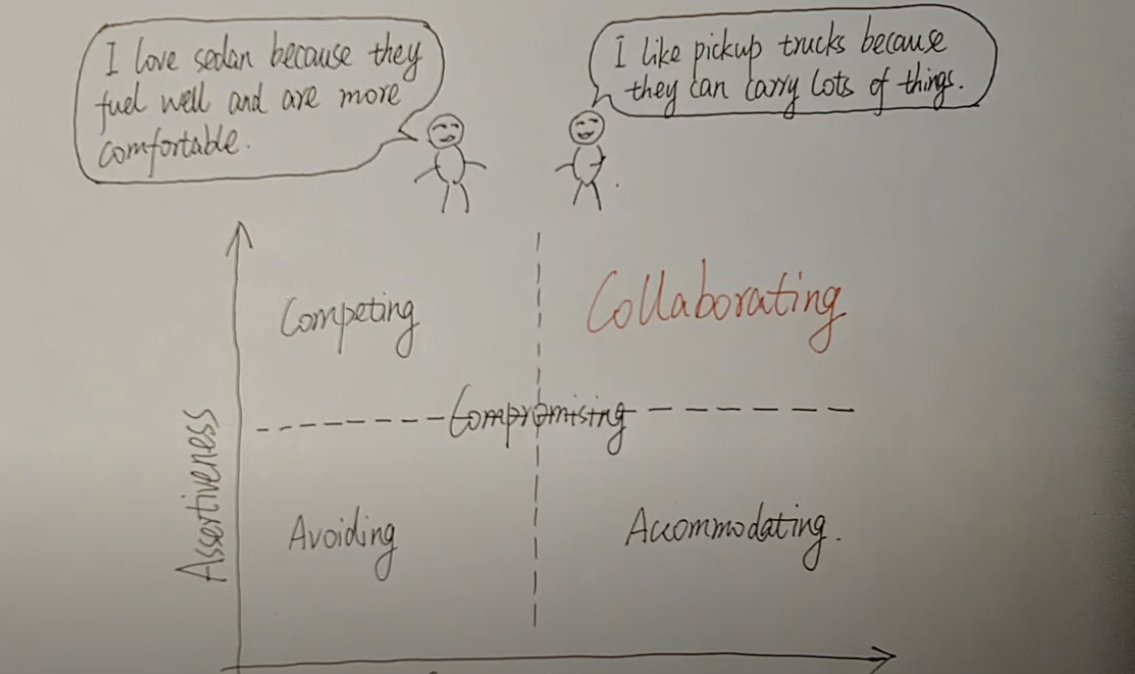 I love sedan because they
fuel well and are more
comfortable.
I like pickup trucks because
they can carry lots of things.
Competing
Collaborating
Compromising
Assertiveness
Avoiding
Accommodating.